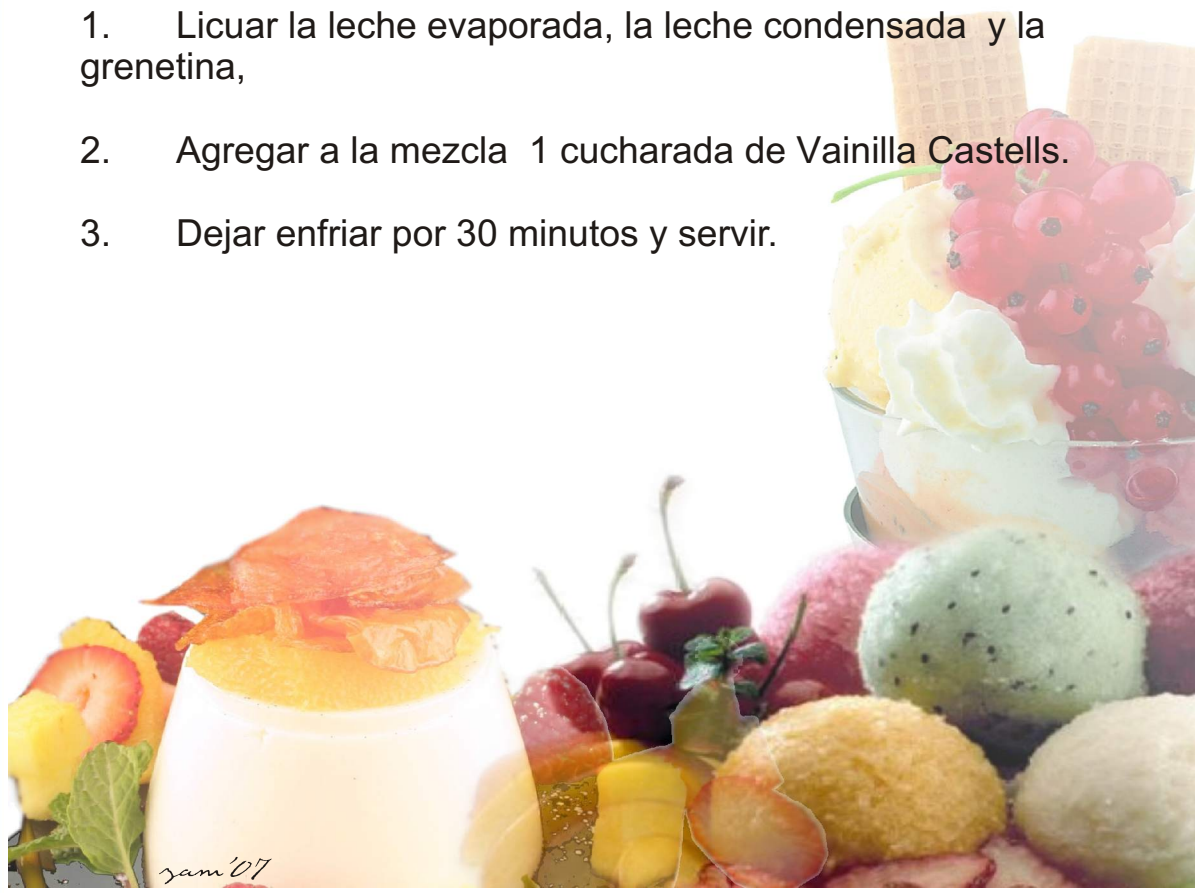 1. Licuar la leche evaporada, la leche condensada y la
grenetina,
2. Agregar a la mezcla 1 cucharada de Vainilla Castells.
3. Dejar enfriar por 30 minutos y servir.
zam'07